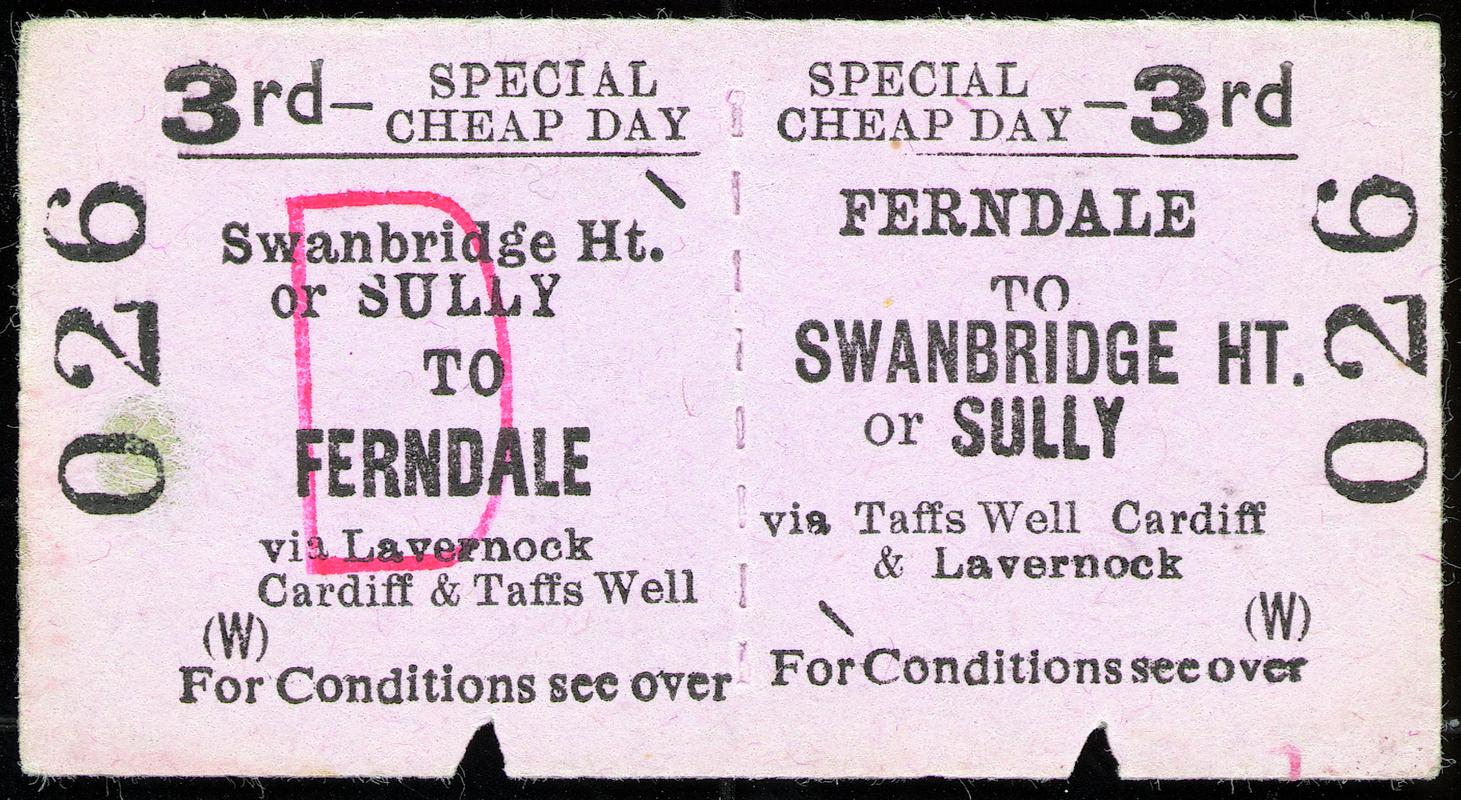 3rd– SPECIAL
CHEAP DAY
Swanbridge Ht.
or SULLY
TO
FERNDALE
via Lavernock
Cardiff & Taffs Well
(W)
For Conditions see over
026
D
SPECIAL
CHEAP DAY –3rd
FERNDALE
TO
SWANBRIDGE HT.
or SULLY
via Taffs Well Cardiff
& Lavernock
(W)
For Conditions see over
026